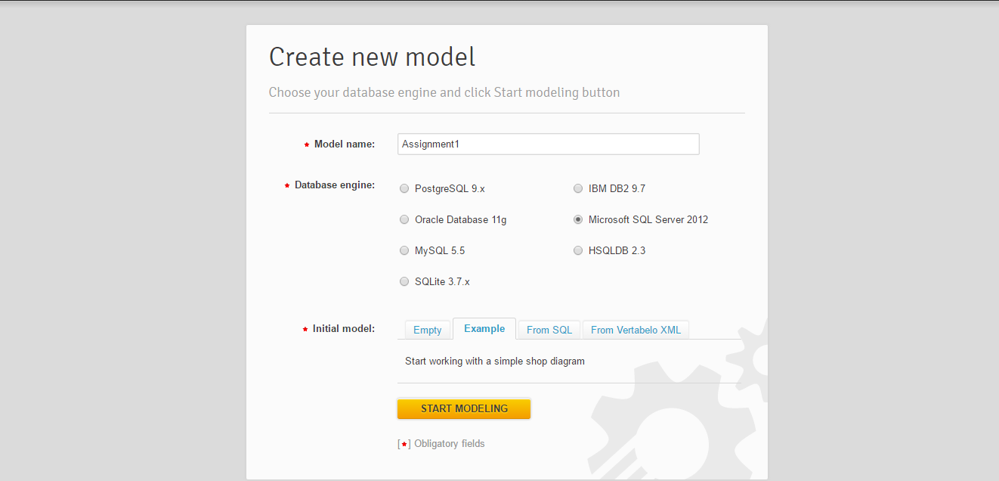 Create new model
Choose your database engine and click Start modeling button
Model name: Assignment1
Database engine: PostgreSQL 9.x IBM DB2 9.7
Oracle Database 11g Microsoft SQL Server 2012
MySQL 5.5 HSQLDB 2.3
SQLite 3.7.x
Initial model: Empty Example From SQL From Vertabelo XML
Start working with a simple shop diagram
START MODELING
[★] Obligatory fields